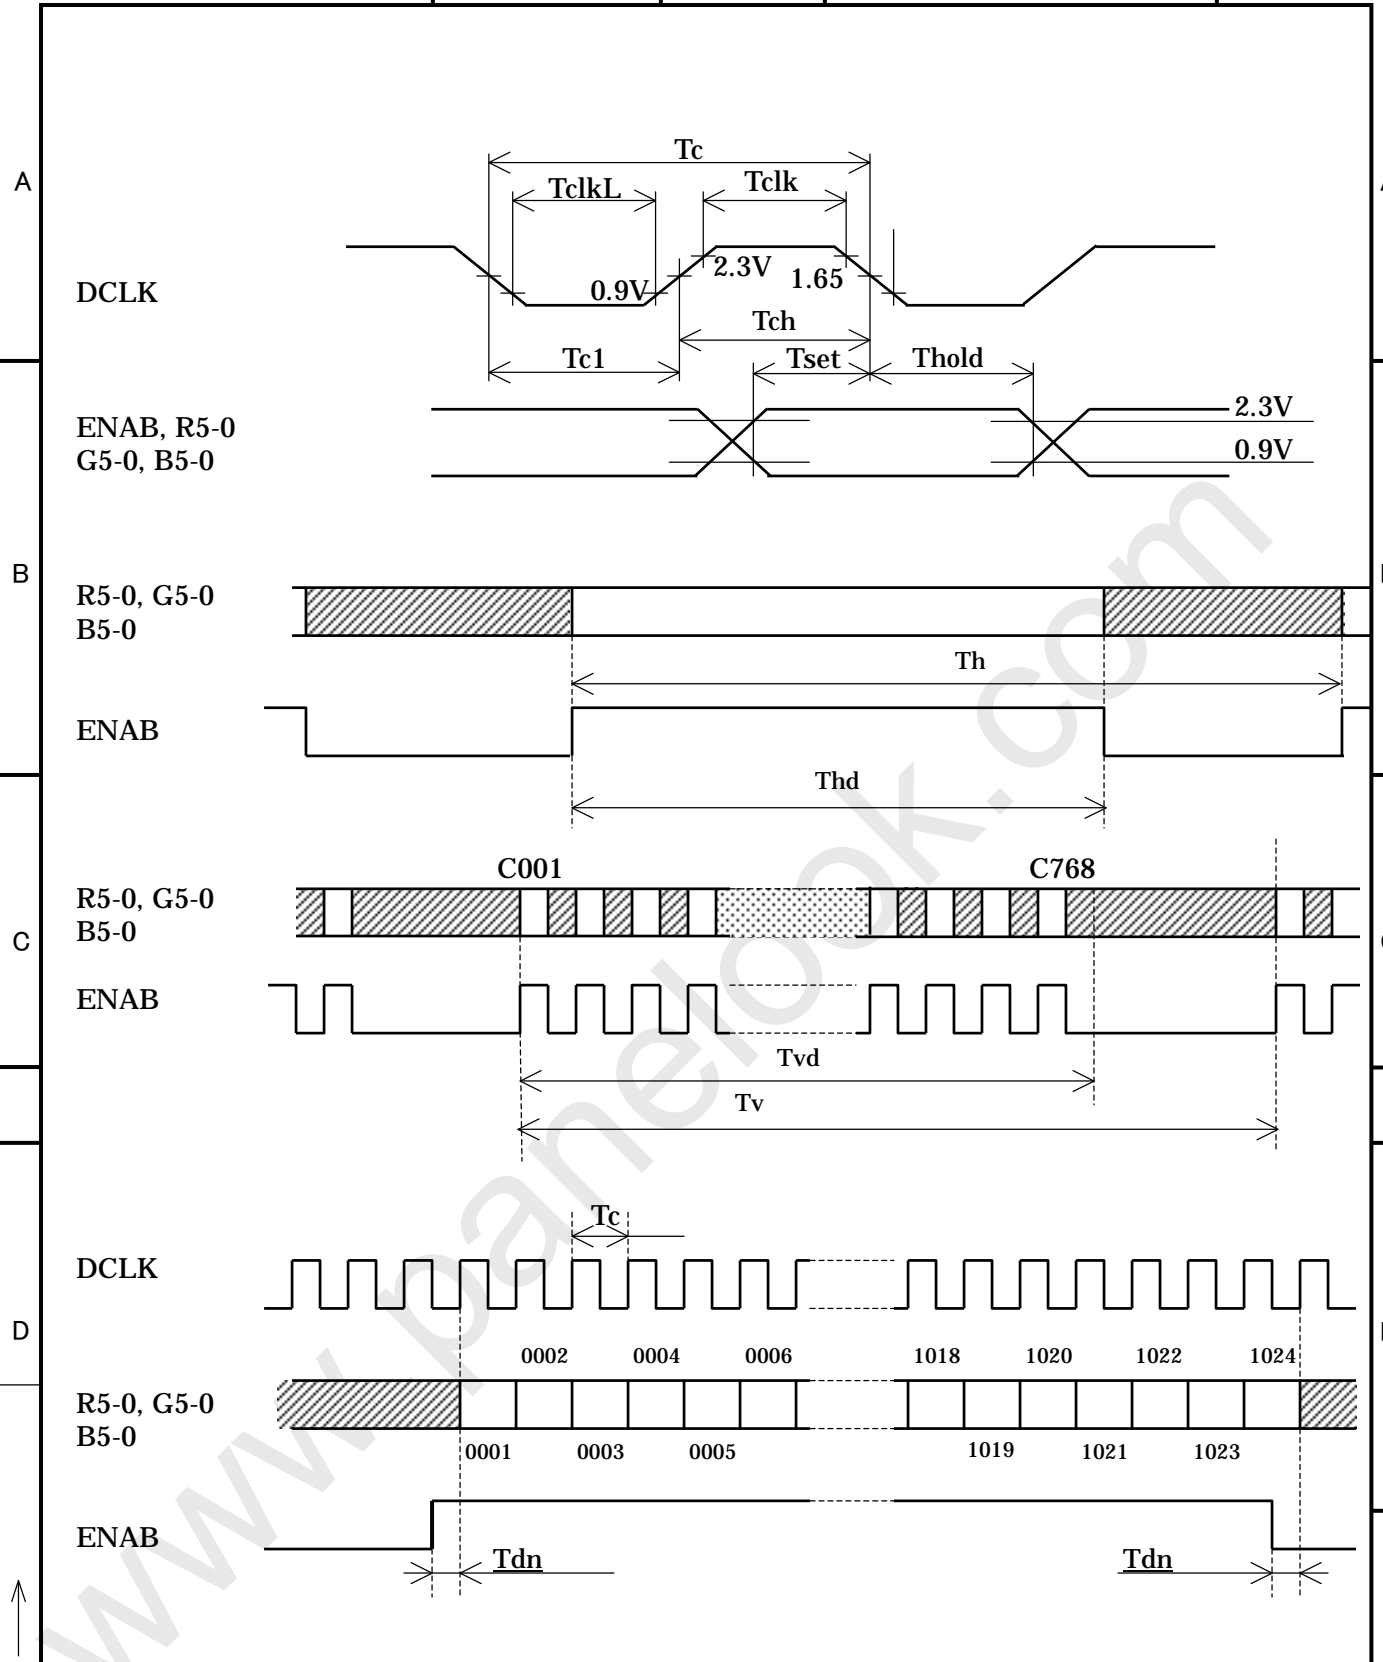 Tc
A
TclkL Tclk
DCLK
0.9V 2.3V 1.65
Tch
Tc1 Tset Thold
ENAB, R5-0
G5-0, B5-0
2.3V
0.9V
B
R5-0, G5-0
B5-0
Th
ENAB
Thd
C001 C768
R5-0, G5-0
B5-0
C
ENAB
Tvd
Tv
Tc
DCLK
D
0002 0004 0006 1018 1020 1022 1024
R5-0, G5-0
B5-0
0001 0003 0005 1019 1021 1023
ENAB
Tdn Tdn
www.panelook.com